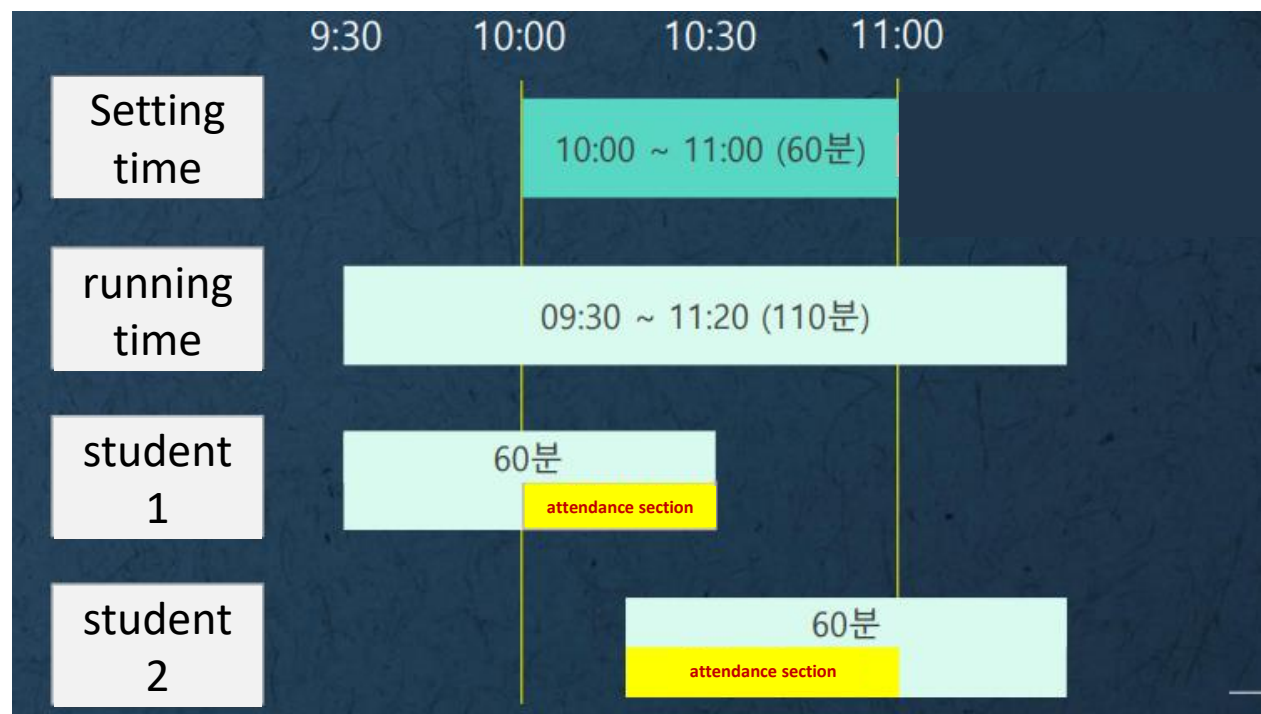 9:30 10:00 10:30 11:00
Setting
time
10:00 ~ 11:00 (60분)
running
time
09:30 ~ 11:20 (110분)
student
1
60분
attendance section
student
2
60분
attendance section